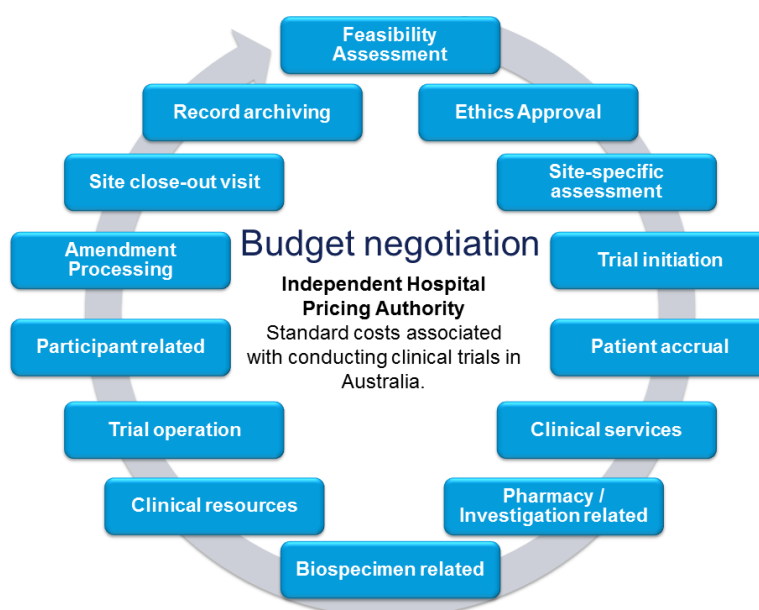 Feasibility
Assessment
Ethics Approval
Site-specific
assessment
Trial initiation
Patient accrual
Clinical services
Pharmacy /
Investigation related
Biospecimen related
Clinical resources
Trial operation
Participant related
Amendment
Processing
Site close-out visit
Record archiving
Budget negotiation
Independent Hospital
Pricing Authority
Standard costs associated
with conducting clinical trials in
Australia.